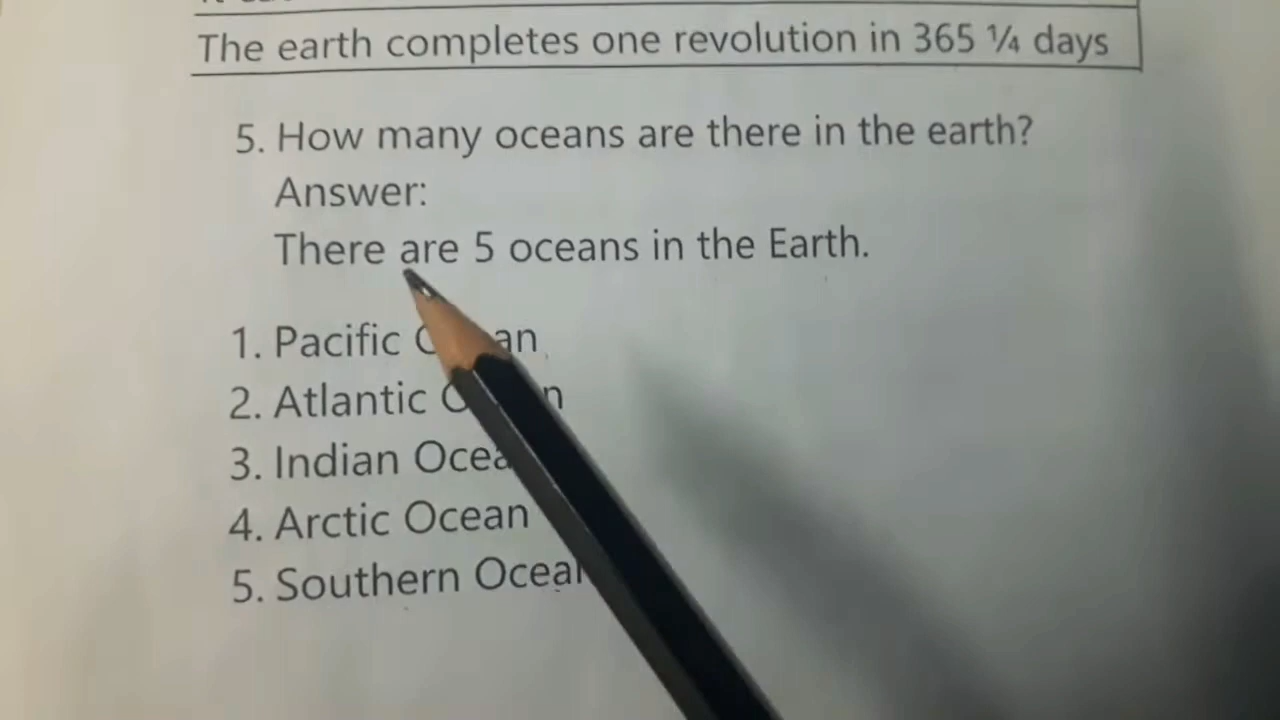 The earth completes one revolution in 365 ¼ days
5. How many oceans are there in the earth?
Answer:
There are 5 oceans in the Earth.
1. Pacific
2. Atlantic
3. Indian Ocean
4. Arctic Ocean
5. Southern Ocean